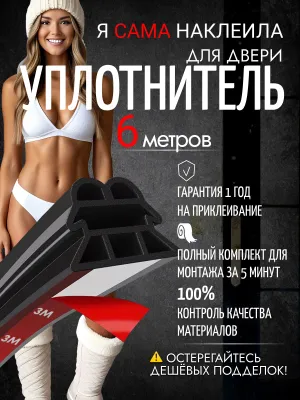 Я САМА НАКЛЕИЛА
ДЛЯ ДВЕРИ
УПЛОТНИТЕЛЬ
6 метров
ГАРАНТИЯ 1 ГОД
НА ПРИКЛЕИВАНИЕ
ПОЛНЫЙ КОМПЛЕКТ ДЛЯ
МОНТАЖА ЗА 5 МИНУТ
100%
КОНТРОЛЬ КАЧЕСТВА
МАТЕРИАЛОВ
3M
3M
ОСТЕРЕГАЙТЕСЬ
ДЕШЁВЫХ ПОДДЕЛОК!